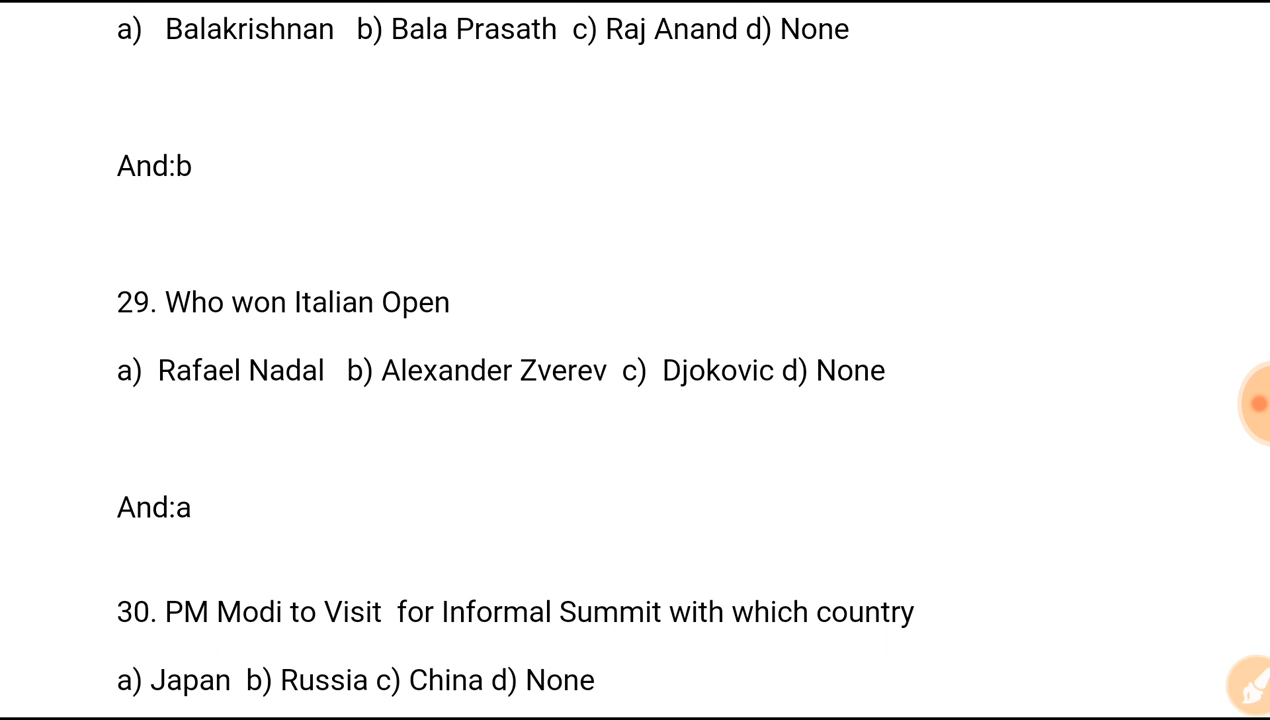 a) Balakrishnan b) Bala Prasath c) Raj Anand d) None
And:b
29. Who won Italian Open
a) Rafael Nadal b) Alexander Zverev c) Djokovic d) None
And:a
30. PM Modi to Visit for Informal Summit with which country
a) Japan b) Russia c) China d) None